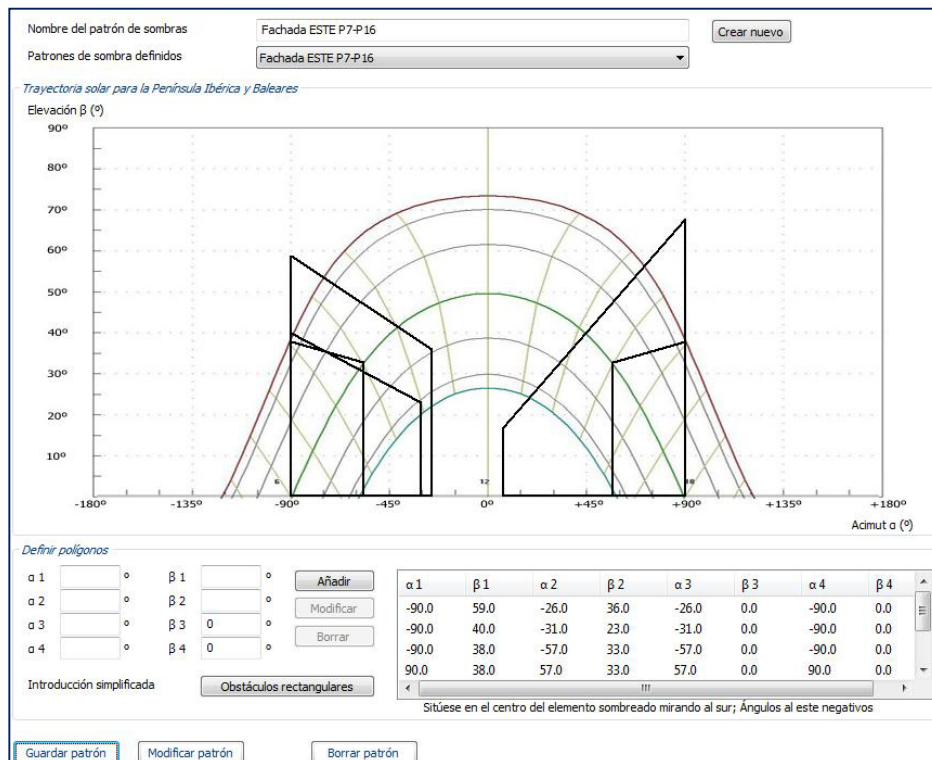 Nombre del patrón de sombras Fachada ESTE P7-P16 Crear nuevo
Patrones de sombra definidos Fachada ESTE P7-P16
Trayectoria solar para la Península Ibérica y Baleares
Elevación β (º)
90º
80º
70º
60º
50º
40º
30º
20º
10º
6 12 18
-180º -135º -90º -45º 0º +45º +90º +135º +180º
Acimut α (º)
Definir polígonos
α 1 º β 1 º Añadir
α 2 º β 2 º Modificar
α 3 º β 3 0 º Borrar
α 4 º β 4 0 º
α 1 β 1 α 2 β 2 α 3 β 3 α 4 β 4
-90.0 59.0 -26.0 36.0 -26.0 0.0 -90.0 0.0
-90.0 40.0 -31.0 23.0 -31.0 0.0 -90.0 0.0
-90.0 38.0 -57.0 33.0 -57.0 0.0 -90.0 0.0
90.0 38.0 57.0 33.0 57.0 0.0 90.0 0.0
Introducción simplificada Obstáculos rectangulares
Sitúese en el centro del elemento sombreado mirando al sur; Ángulos al este negativos
Guardar patrón Modificar patrón Borrar patrón